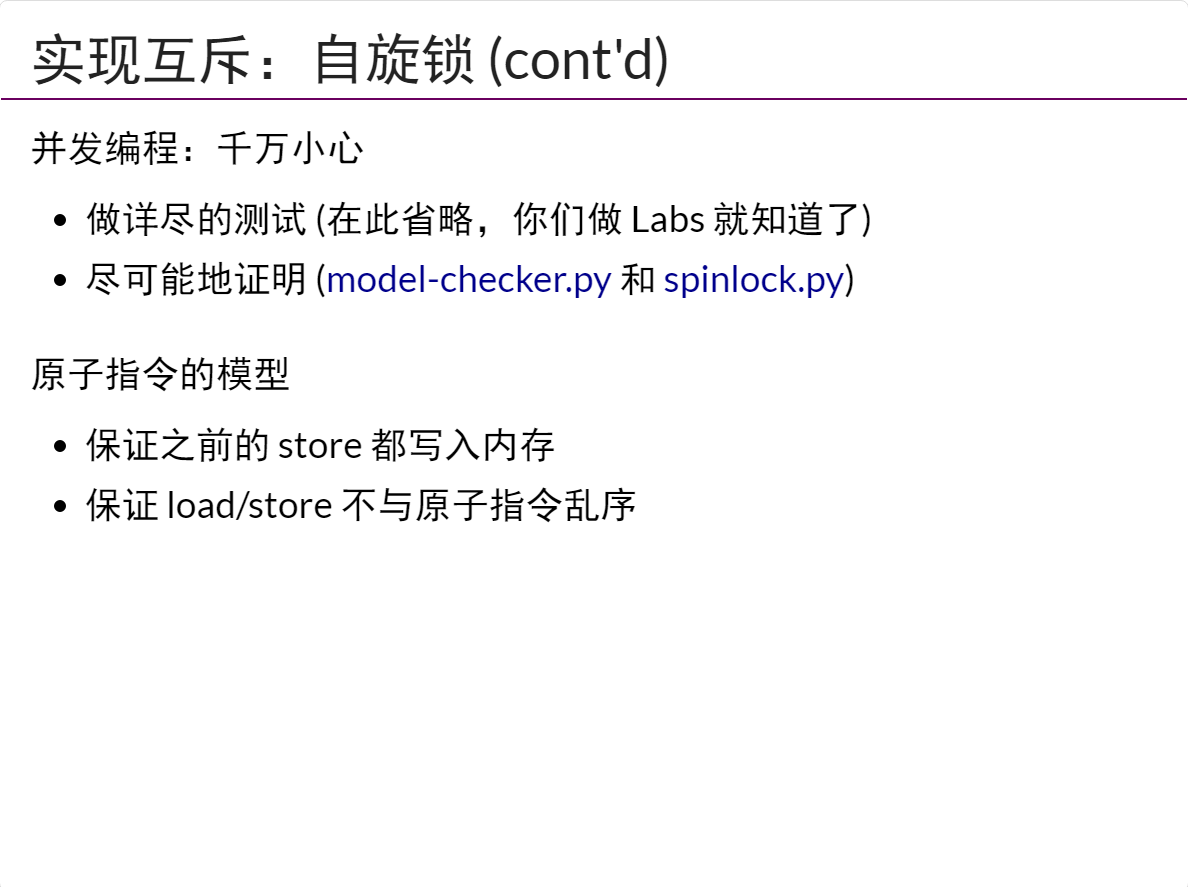 实现互斥：自旋锁 (cont'd)
并发编程：千万小心
• 做详尽的测试 (在此省略，你们做 Labs 就知道了)
• 尽可能地证明 (model-checker.py 和 spinlock.py)
原子指令的模型
• 保证之前的 store 都写入内存
• 保证 load/store 不与原子指令乱序